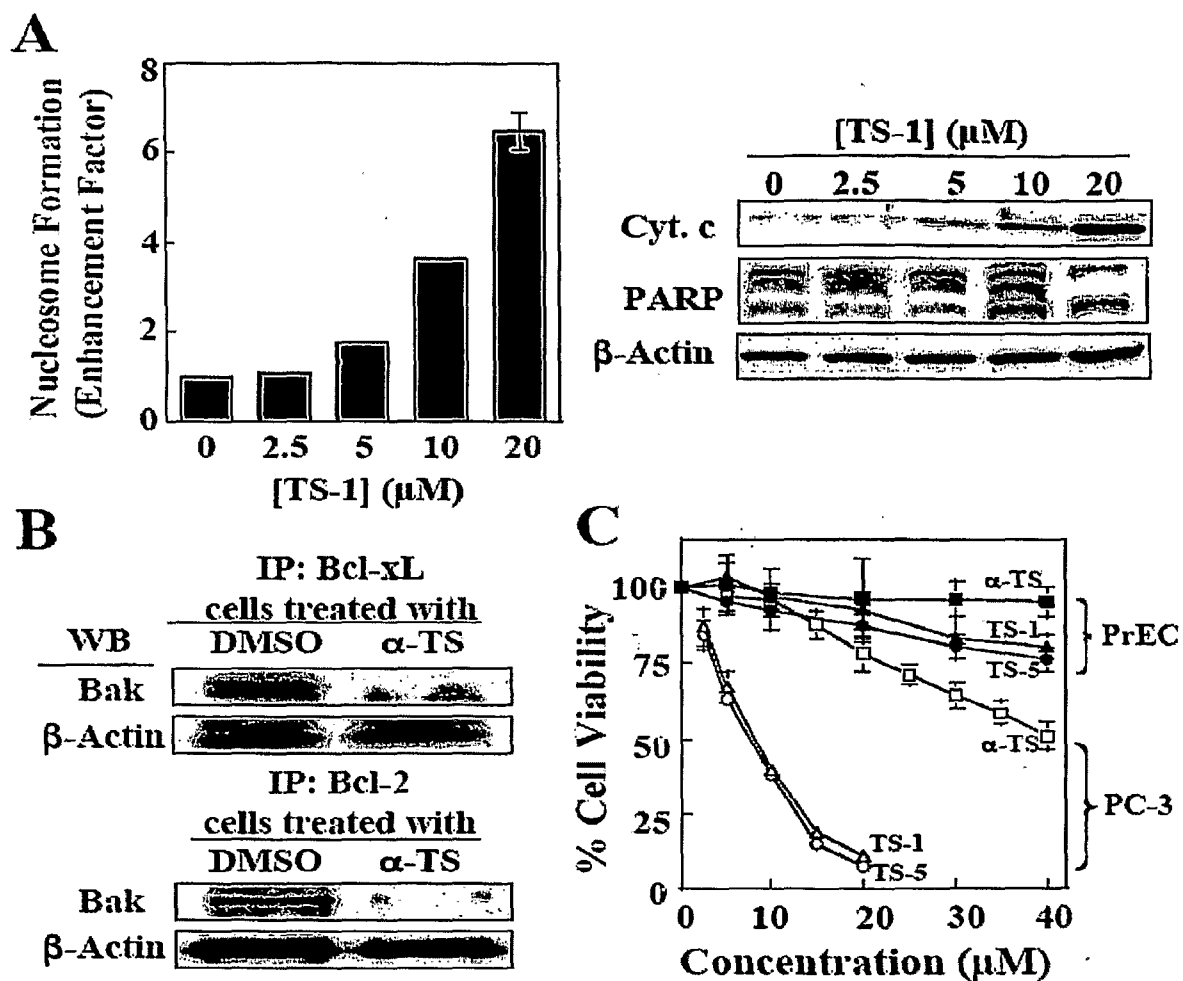 A
Nucleosome Formation
(Enhancement Factor)
8
6
4
2
0
0 2.5 5 10 20
[TS-1] (μM)
[TS-1] (μM)
0 2.5 5 10 20
Cyt. c
PARP
β-Actin
B
IP: Bcl-xL
cells treated with
WB DMSO α-TS
Bak
β-Actin
IP: Bcl-2
cells treated with
DMSO α-TS
Bak
β-Actin
C
% Cell Viability
100
75
50
25
0
0 10 20 30 40
Concentration (μM)
α-TS
TS-1
TS-5
PrEC
α-TS
PC-3
TS-1
TS-5